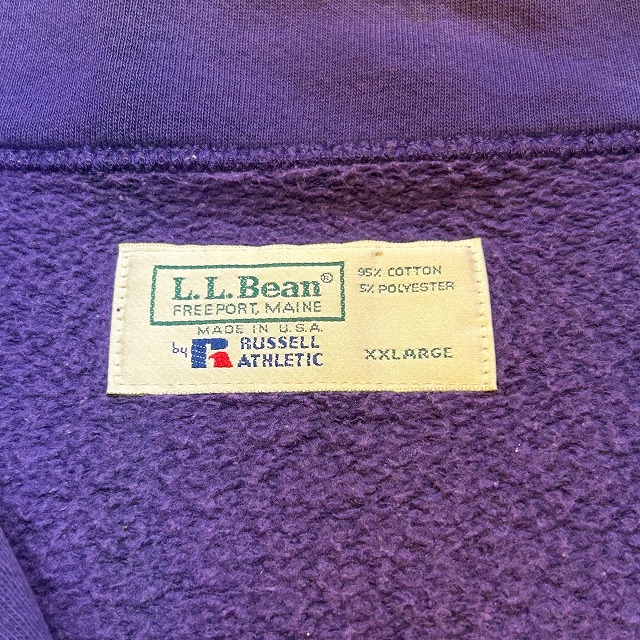 L.L.Bean®
FREEPORT, MAINE
MADE IN U.S.A.
by R RUSSELL
ATHLETIC
95% COTTON
5% POLYESTER
XXLARGE